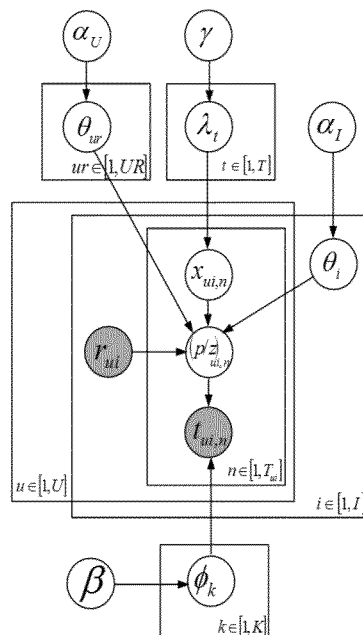 α_U γ
θ_ur λ_t α_I
ur∈[1,UR] t∈[1,T]
x_ui,n θ_i
r_ui (p/z)_ui,n
t_ui,n
n∈[1,T_ui]
u∈[1,U]
i∈[1,I]
β ϕ_k
k∈[1,K]